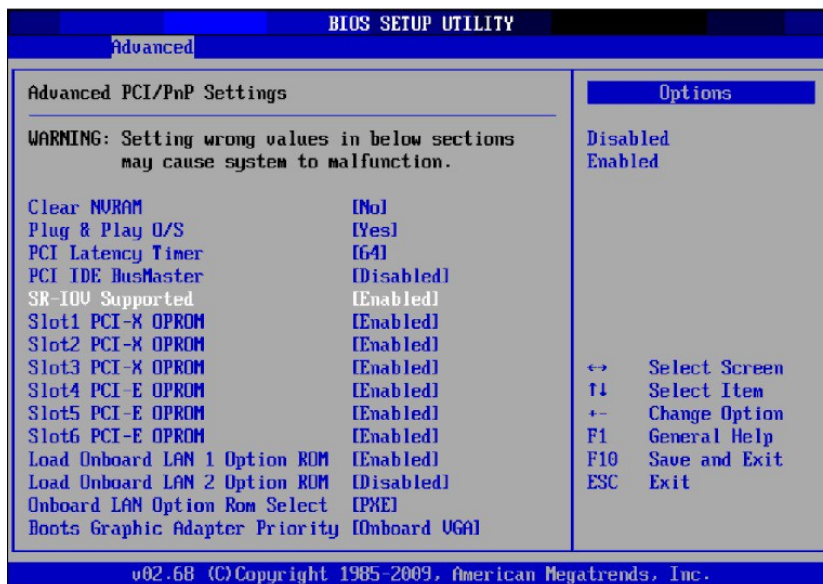 BIOS SETUP UTILITY
Advanced
Advanced PCI/PnP Settings
WARNING: Setting wrong values in below sections
may cause system to malfunction.
Clear NVRAM [No]
Plug & Play O/S [Yes]
PCI Latency Timer [64]
PCI IDE BusMaster [Disabled]
SR-IOV Supported [Enabled]
Slot1 PCI-X OPROM [Enabled]
Slot2 PCI-X OPROM [Enabled]
Slot3 PCI-X OPROM [Enabled]
Slot4 PCI-E OPROM [Enabled]
Slot5 PCI-E OPROM [Enabled]
Slot6 PCI-E OPROM [Enabled]
Load Onboard LAN 1 Option ROM [Enabled]
Load Onboard LAN 2 Option ROM [Disabled]
Onboard LAN Option Rom Select [PXE]
Boots Graphic Adapter Priority [Onboard VGA]
Options
Disabled
Enabled
↔ Select Screen
↑↓ Select Item
+- Change Option
F1 General Help
F10 Save and Exit
ESC Exit
v02.68 (C)Copyright 1985-2009, American Megatrends, Inc.